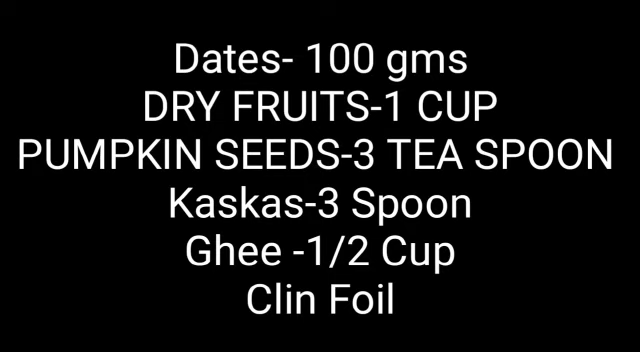 Dates- 100 gms
DRY FRUITS-1 CUP
PUMPKIN SEEDS-3 TEA SPOON
Kaskas-3 Spoon
Ghee -1/2 Cup
Clin Foil